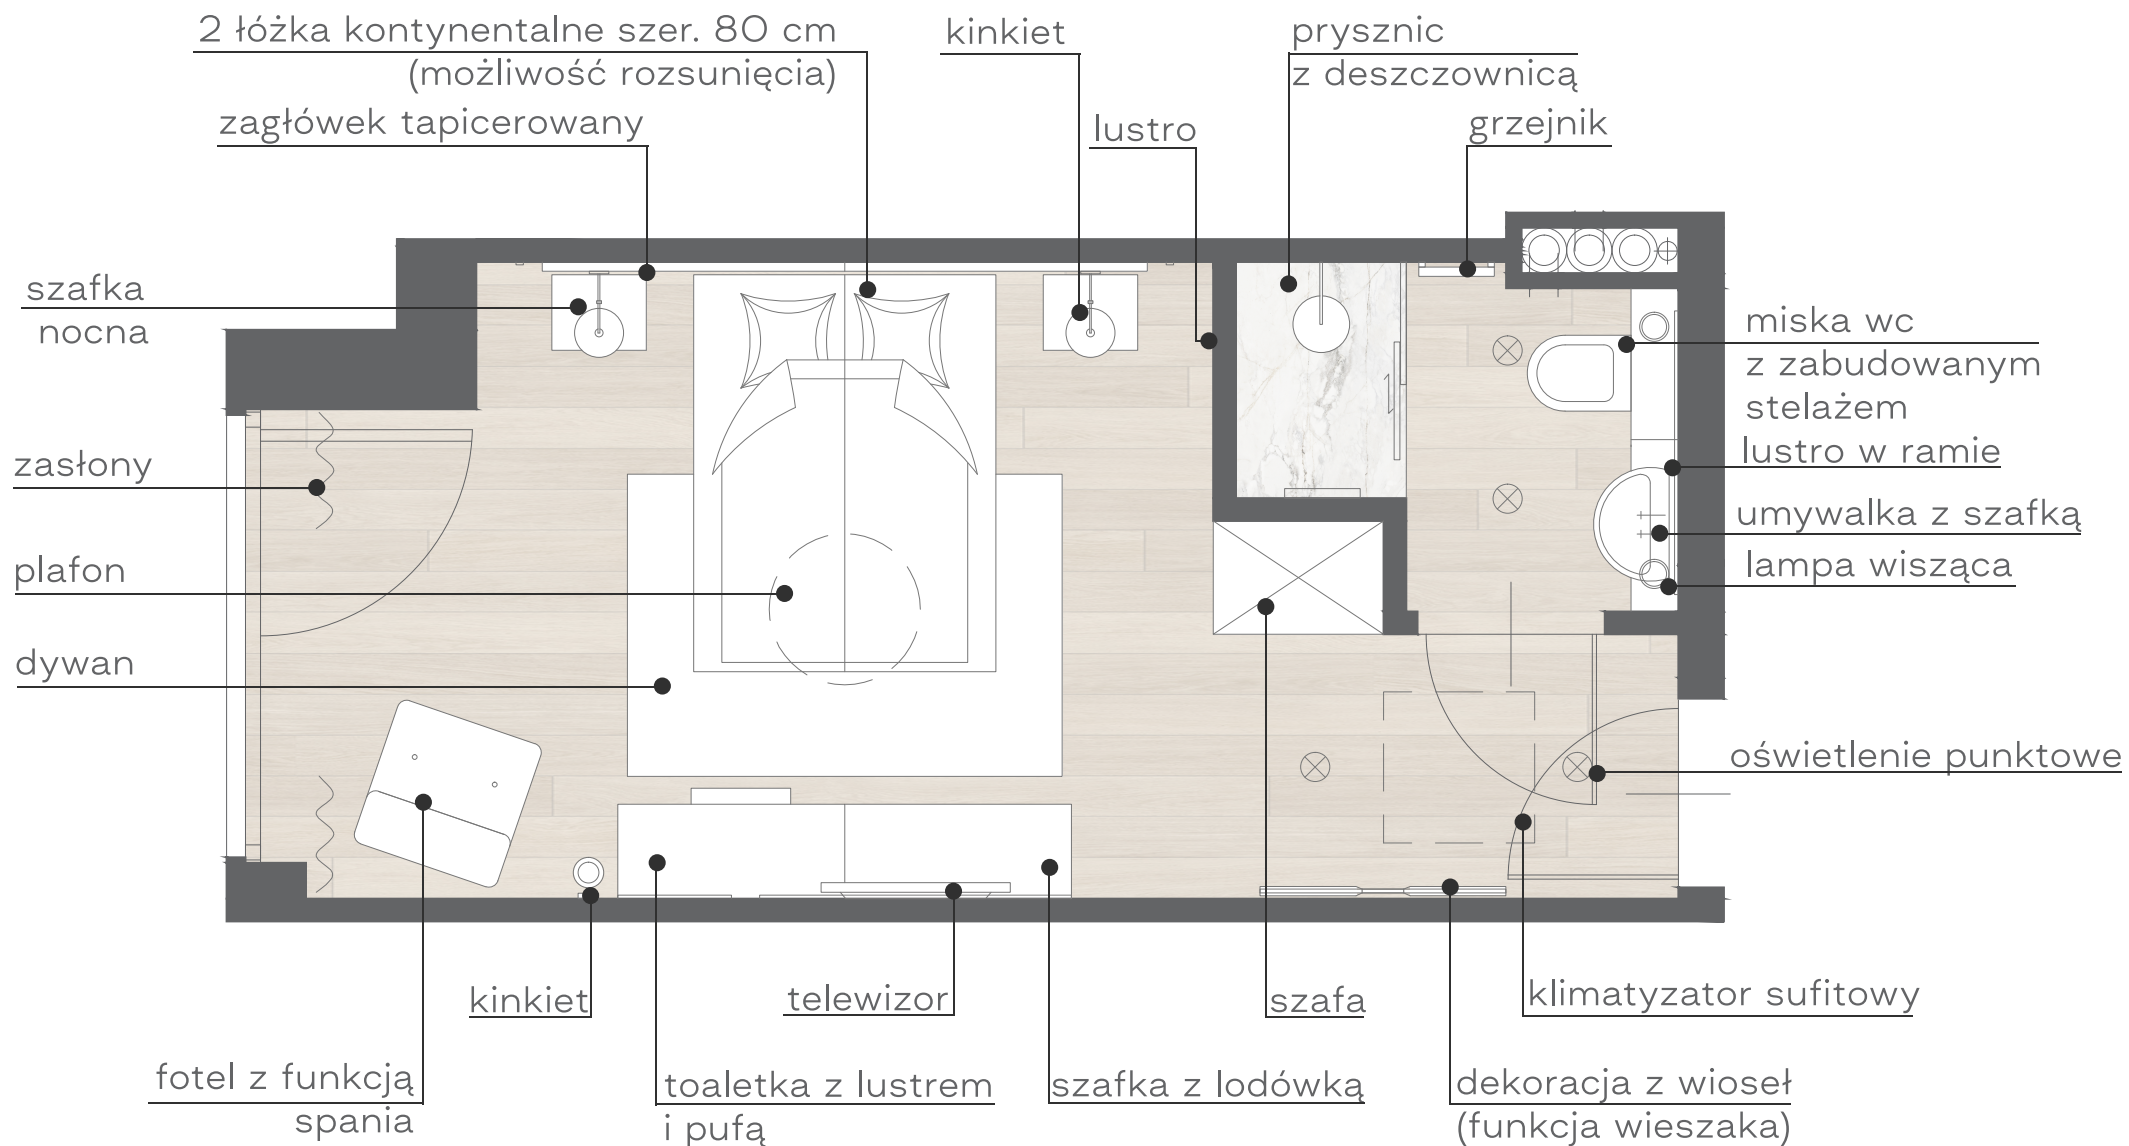 2 łóżka kontynentalne szer. 80 cm
(możliwość rozsunięcia)
kinkiet
prysznic
z deszczownicą
zagłówek tapicerowany
lustro
grzejnik
szafka
nocna
miska wc
z zabudowanym
stelażem
zasłony
lustro w ramie
umywalka z szafką
plafon
lampa wisząca
dywan
oświetlenie punktowe
kinkiet
telewizor
szafa
klimatyzator sufitowy
fotel z funkcją
spania
toaletka z lustrem
i pufą
szafka z lodówką
dekoracja z wioseł
(funkcja wieszaka)